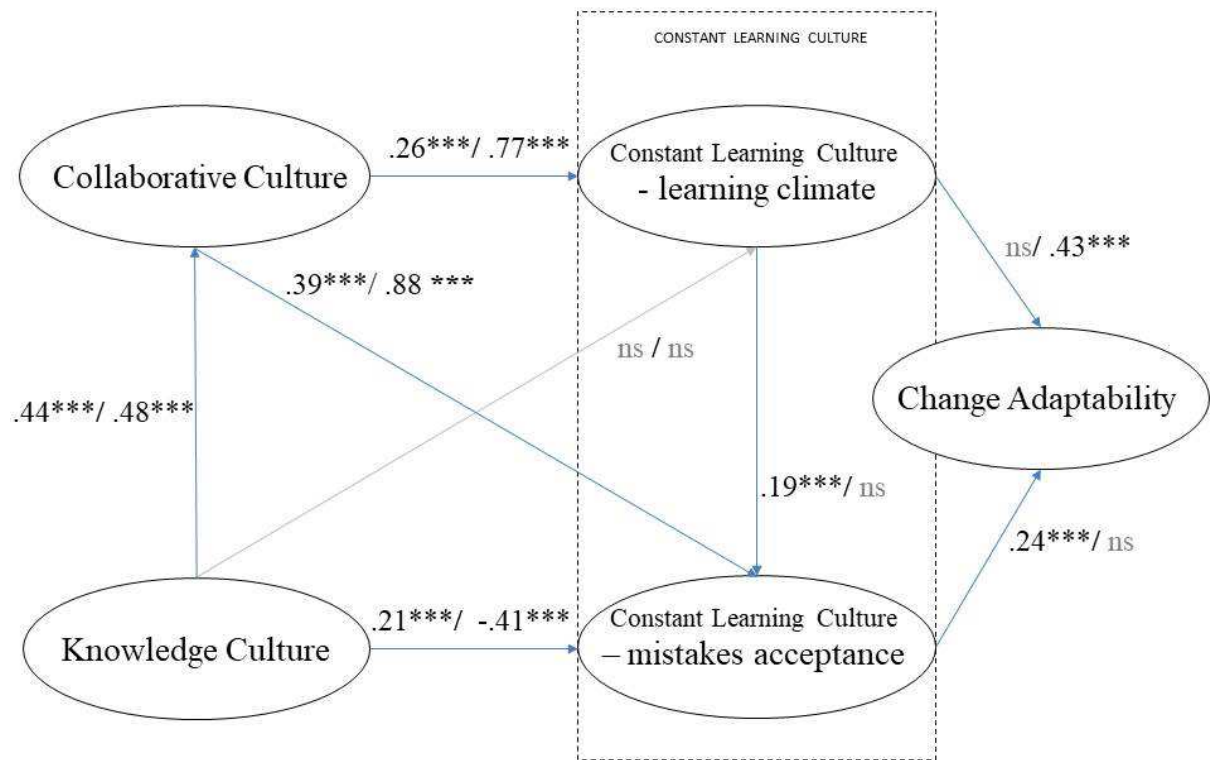 CONSTANT LEARNING CULTURE
.26***/ .77***
Collaborative Culture
Constant Learning Culture
- learning climate
ns/ .43***
.39***/ .88 ***
ns / ns
Change Adaptability
.44***/ .48***
.19***/ ns
.24***/ ns
.21***/ -.41***
Knowledge Culture
Constant Learning Culture
– mistakes acceptance